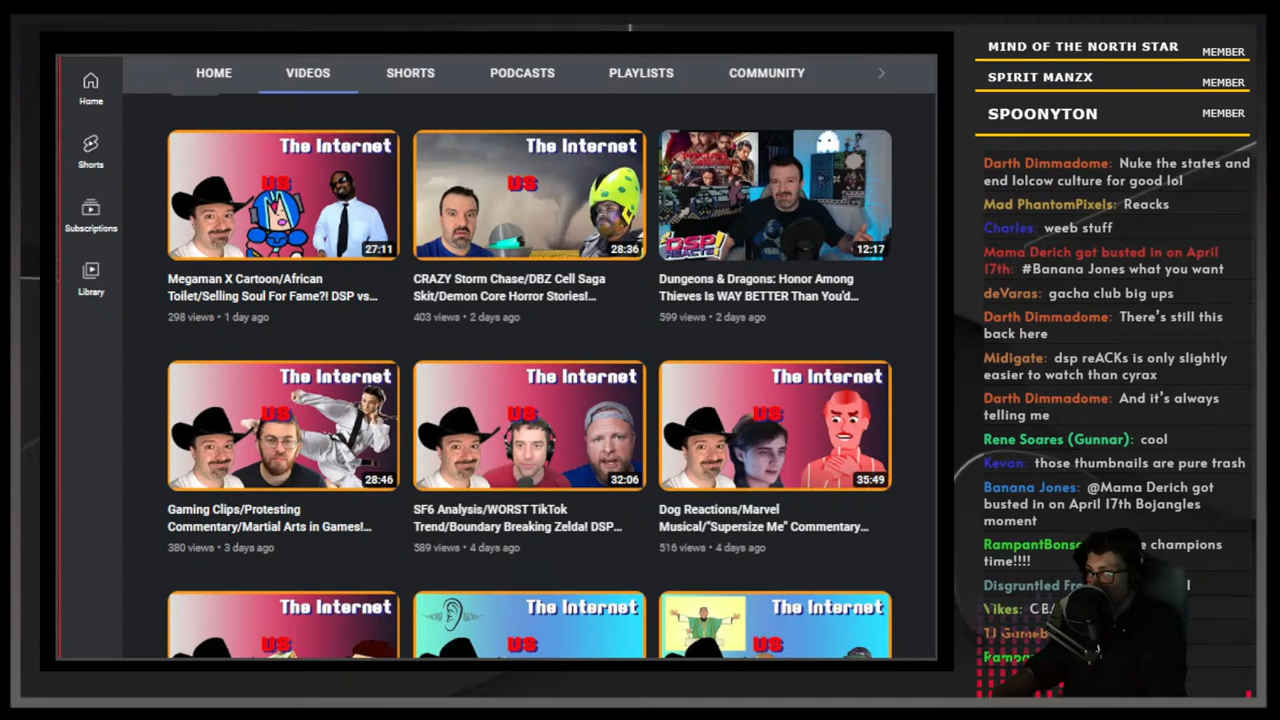 HOME
VIDEOS
SHORTS
PODCASTS
PLAYLISTS
COMMUNITY
Home
Shorts
Subscriptions
Library
The Internet
US
27:11
Megaman X Cartoon/African
Toilet/Selling Soul For Fame?! DSP vs...
298 views • 1 day ago
The Internet
US
28:36
CRAZY Storm Chase/DBZ Cell Saga
Skit/Demon Core Horror Stories!...
403 views • 2 days ago
DSP
REACTS!
12:17
Dungeons & Dragons: Honor Among
Thieves Is WAY BETTER Than You'd...
599 views • 2 days ago
The Internet
US
28:46
Gaming Clips/Protesting
Commentary/Martial Arts in Games!...
380 views • 3 days ago
The Internet
US
32:06
SF6 Analysis/WORST TikTok
Trend/Boundary Breaking Zelda! DSP...
589 views • 4 days ago
The Internet
US
35:49
Dog Reactions/Marvel
Musical/"Supersize Me" Commentary...
516 views • 4 days ago
The Internet
US
The Internet
US
The Internet
US
MIND OF THE NORTH STAR MEMBER
SPIRIT MANZX MEMBER
SPOONYTON MEMBER
Darth Dimmadome: Nuke the states and
end lolcow culture for good lol
Mad PhantomPixels: Reacks
Charles: weeb stuff
Mama Derich got busted in on April
17th: #Banana Jones what you want
deVaras: gacha club big ups
Darth Dimmadome: There's still this
back here
Midigate: dsp reACKs is only slightly
easier to watch than cyrax
Darth Dimmadome: And it's always
telling me
Rene Soares (Gunnar): cool
Kevan: those thumbnails are pure trash
Banana Jones: @Mama Derich got
busted in on April 17th Bojangles
moment
champions
time!!!!
Disgruntled
Yikes:
TJ